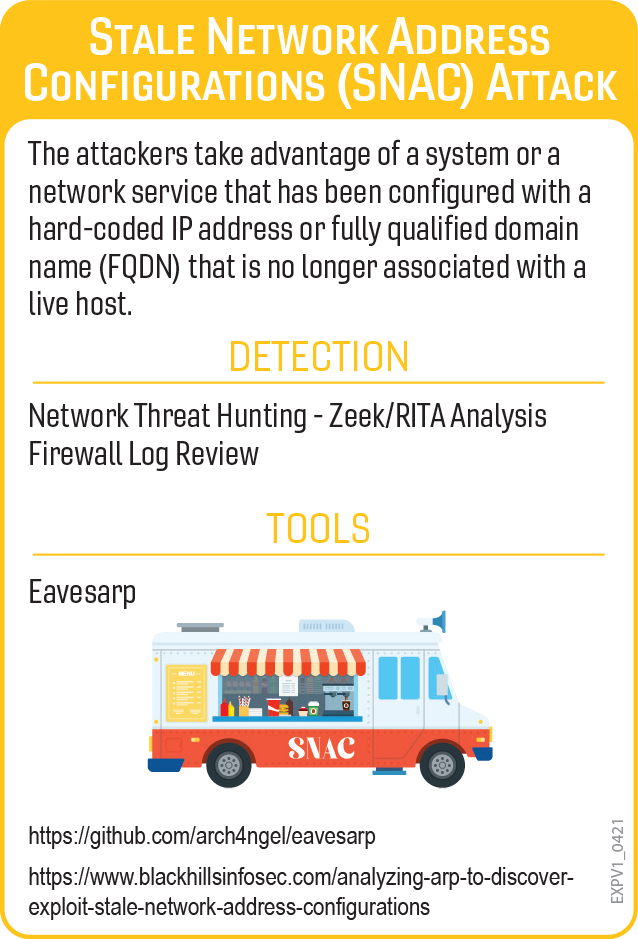 Stale Network Address
Configurations (SNAC) Attack
The attackers take advantage of a system or a
network service that has been configured with a
hard-coded IP address or fully qualified domain
name (FQDN) that is no longer associated with a
live host.
DETECTION
Network Threat Hunting - Zeek/RITA Analysis
Firewall Log Review
TOOLS
Eavesarp
MENU
SNAC
https://github.com/arch4ngel/eavesarp
https://www.blackhillsinfosec.com/analyzing-arp-to-discover-
exploit-stale-network-address-configurations
EXPV1_0421